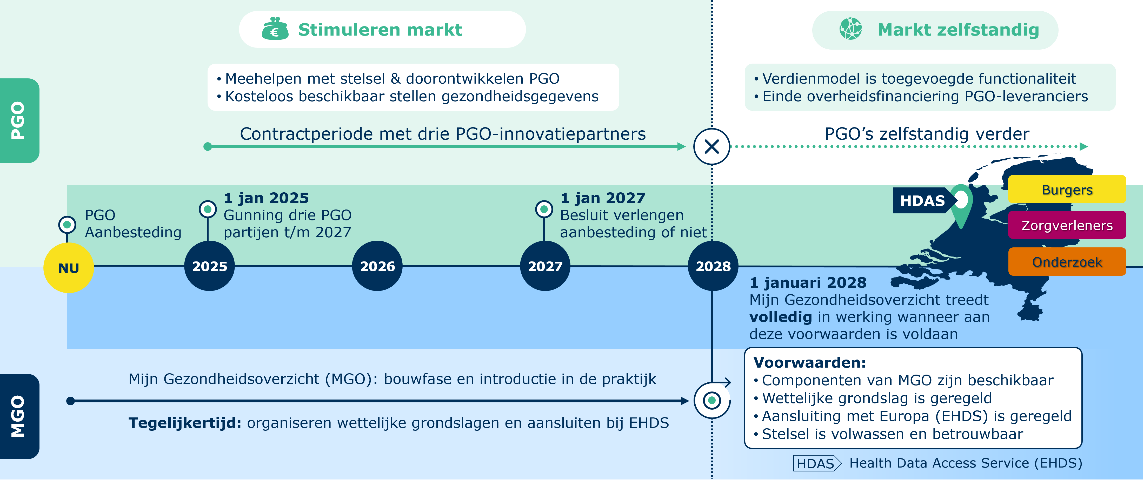 Stimuleren markt
Markt zelfstandig
PGO
• Meehelpen met stelsel & doorontwikkelen PGO
• Kosteloos beschikbaar stellen gezondheidsgegevens
• Verdienmodel is toegevoegde functionaliteit
• Einde overheidsfinanciering PGO-leveranciers
Contractperiode met drie PGO-innovatiepartners
PGO’s zelfstandig verder
PGO
Aanbesteding
1 jan 2025
Gunning drie PGO
partijen t/m 2027
1 jan 2027
Besluit verlengen
aanbesteding of niet
HDAS
Burgers
Zorgverleners
Onderzoek
NU
2025
2026
2027
2028
1 januari 2028
Mijn Gezondheidsoverzicht treedt
volledig in werking wanneer aan
deze voorwaarden is voldaan
MGO
Mijn Gezondheidsoverzicht (MGO): bouwfase en introductie in de praktijk
Tegelijkertijd: organiseren wettelijke grondslagen en aansluiten bij EHDS
Voorwaarden:
• Componenten van MGO zijn beschikbaar
• Wettelijke grondslag is geregeld
• Aansluiting met Europa (EHDS) is geregeld
• Stelsel is volwassen en betrouwbaar
HDAS Health Data Access Service (EHDS)